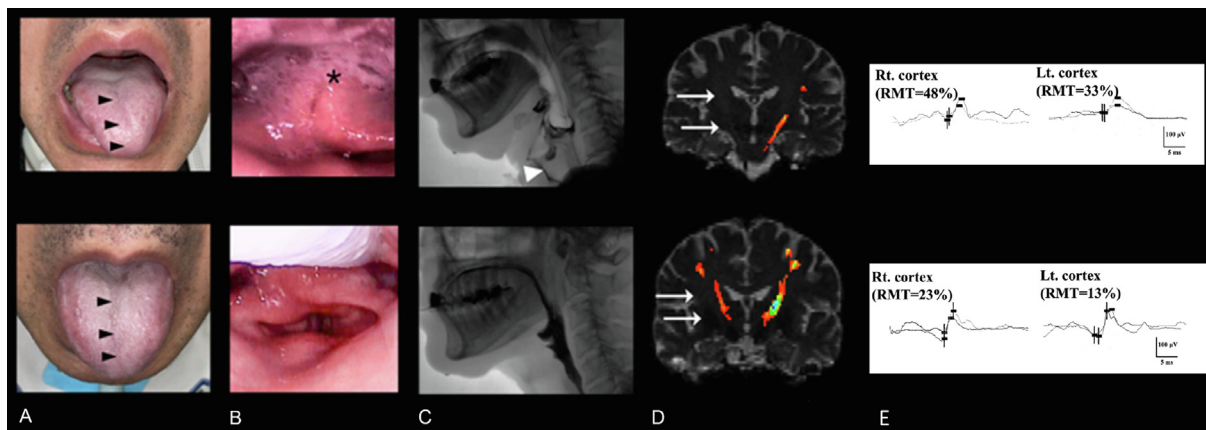 *
Rt. cortex
(RMT=48%)
Lt. cortex
(RMT=33%)
100 μV
5 ms
Rt. cortex
(RMT=23%)
Lt. cortex
(RMT=13%)
100 μV
5 ms
A
B
C
D
E